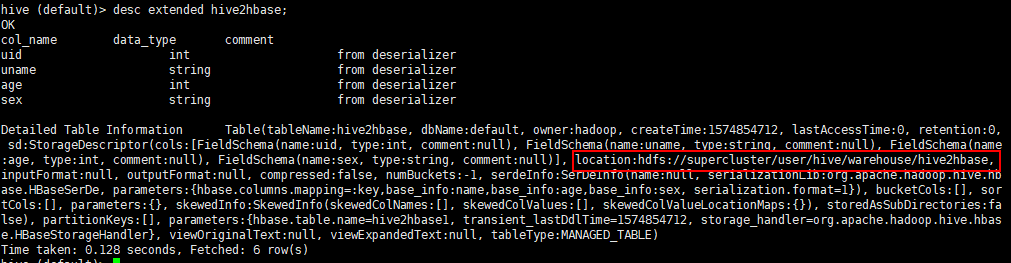 hive (default)> desc extended hive2hbase;
OK
col_name data_type comment
uid int from deserializer
uname string from deserializer
age int from deserializer
sex string from deserializer
Detailed Table Information Table(tableName:hive2hbase, dbName:default, owner:hadoop, createTime:1574854712, lastAccessTime:0, retention:0,
sd:StorageDescriptor(cols:[FieldSchema(name:uid, type:int, comment:null), FieldSchema(name:uname, type:string, comment:null), FieldSchema(name
:age, type:int, comment:null), FieldSchema(name:sex, type:string, comment:null)], location:hdfs://supercluster/user/hive/warehouse/hive2hbase,
inputFormat:null, outputFormat:null, compressed:false, numBuckets:-1, serdeInfo:SerDeInfo(name:null, serializationLib:org.apache.hadoop.hive.hb
ase.HBaseSerDe, parameters:{hbase.columns.mapping=:key,base_info:name,base_info:age,base_info:sex, serialization.format=1}), bucketCols:[], sor
tCols:[], parameters:{}, skewedInfo:SkewedInfo(skewedColNames:[], skewedColValues:[], skewedColValueLocationMaps:{}), storedAsSubDirectories:fa
lse), partitionKeys:[], parameters:{hbase.table.name=hive2hbase1, transient_lastDdlTime=1574854712, storage_handler=org.apache.hadoop.hive.hbas
e.HBaseStorageHandler}, viewOriginalText:null, viewExpandedText:null, tableType:MANAGED_TABLE)
Time taken: 0.128 seconds, Fetched: 6 row(s)
hive (default)>